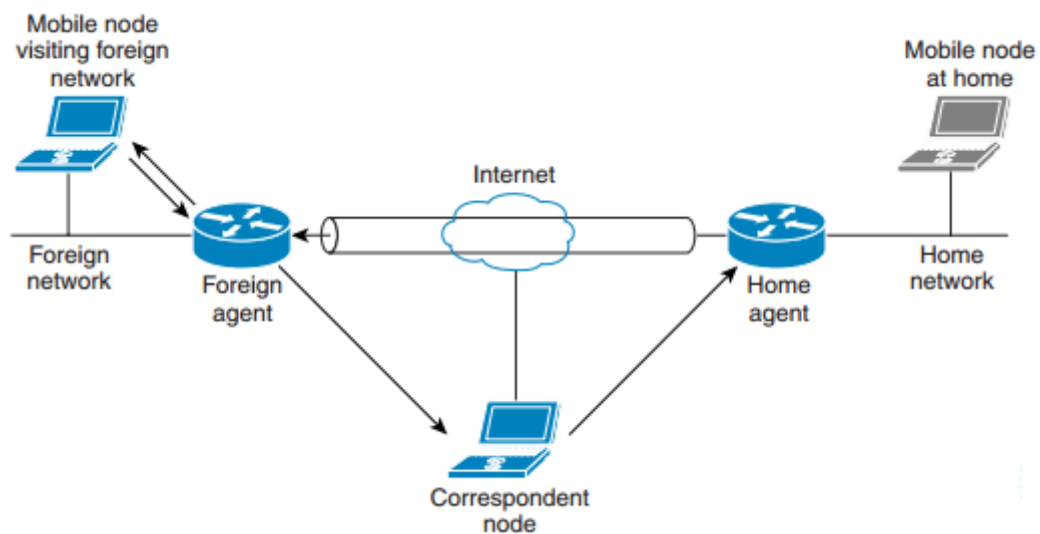 Mobile node
visiting foreign
network
Mobile node
at home
Internet
Foreign
network
Foreign
agent
Home
agent
Home
network
Correspondent
node